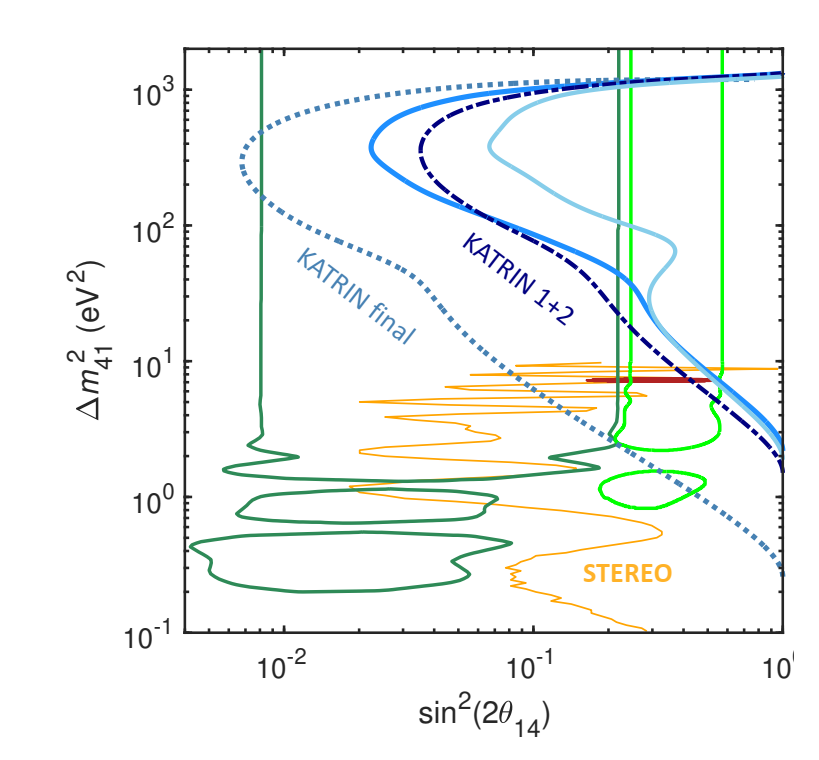 10³
10²
10¹
10⁰
10⁻¹
Δm²₄₁ (eV²)
KATRIN final
KATRIN 1+2
STEREO
10⁻²
10⁻¹
10
sin²(2θ₁₄)